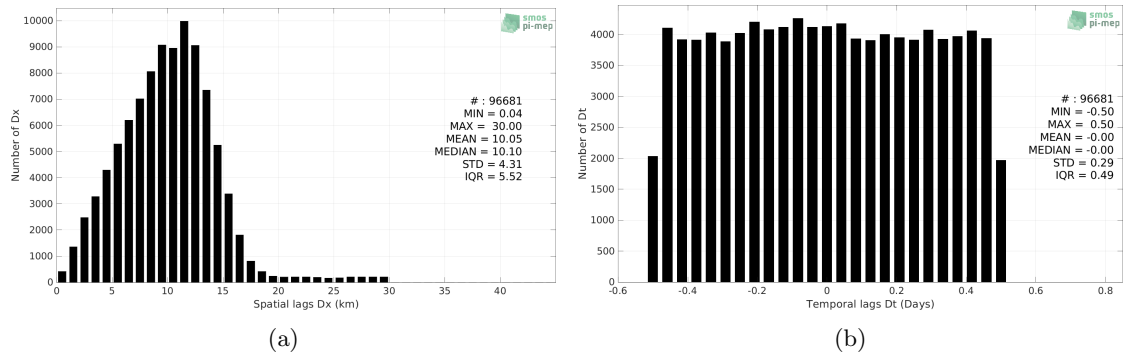 smos
pi-mep
10000
9000
8000
7000
6000
5000
4000
3000
2000
1000
0
Number of Dx
# : 96681
MIN = 0.04
MAX = 30.00
MEAN = 10.05
MEDIAN = 10.10
STD = 4.31
IQR = 5.52
0 5 10 15 20 25 30 35 40
Spatial lags Dx (km)
(a)
smos
pi-mep
4000
3500
3000
2500
2000
1500
1000
500
0
Number of Dt
# : 96681
MIN = -0.50
MAX = 0.50
MEAN = -0.00
MEDIAN = -0.00
STD = 0.29
IQR = 0.49
-0.6 -0.4 -0.2 0 0.2 0.4 0.6 0.8
Temporal lags Dt (Days)
(b)